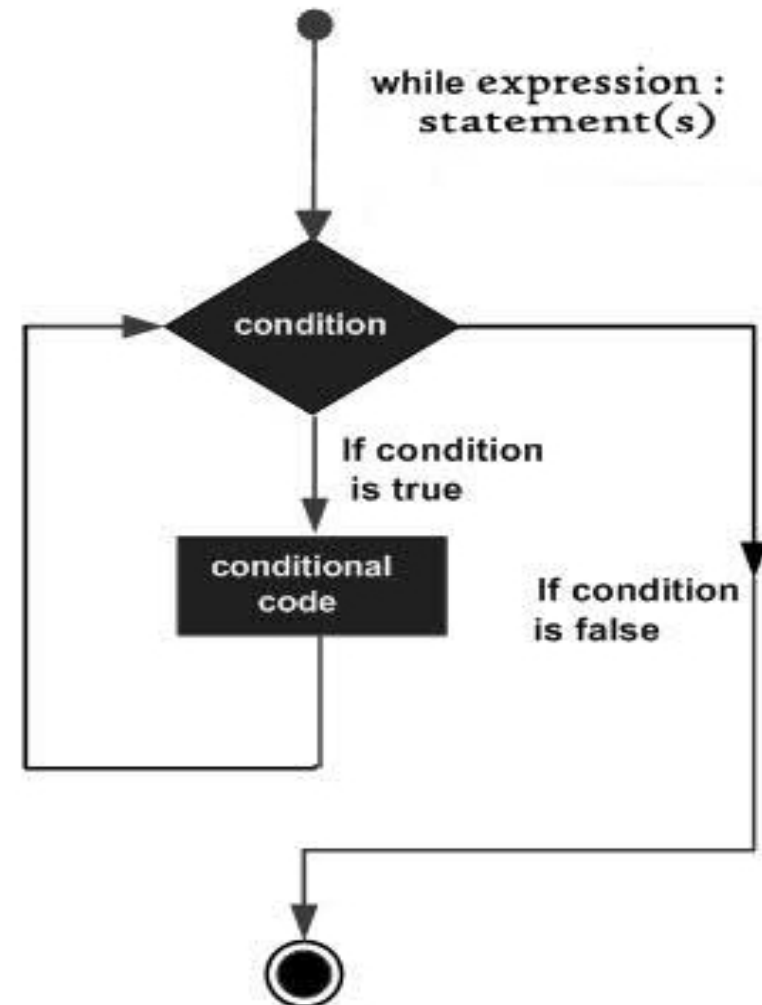 while expression :
statement(s)
condition
If condition
is true
conditional
code
If condition
is false